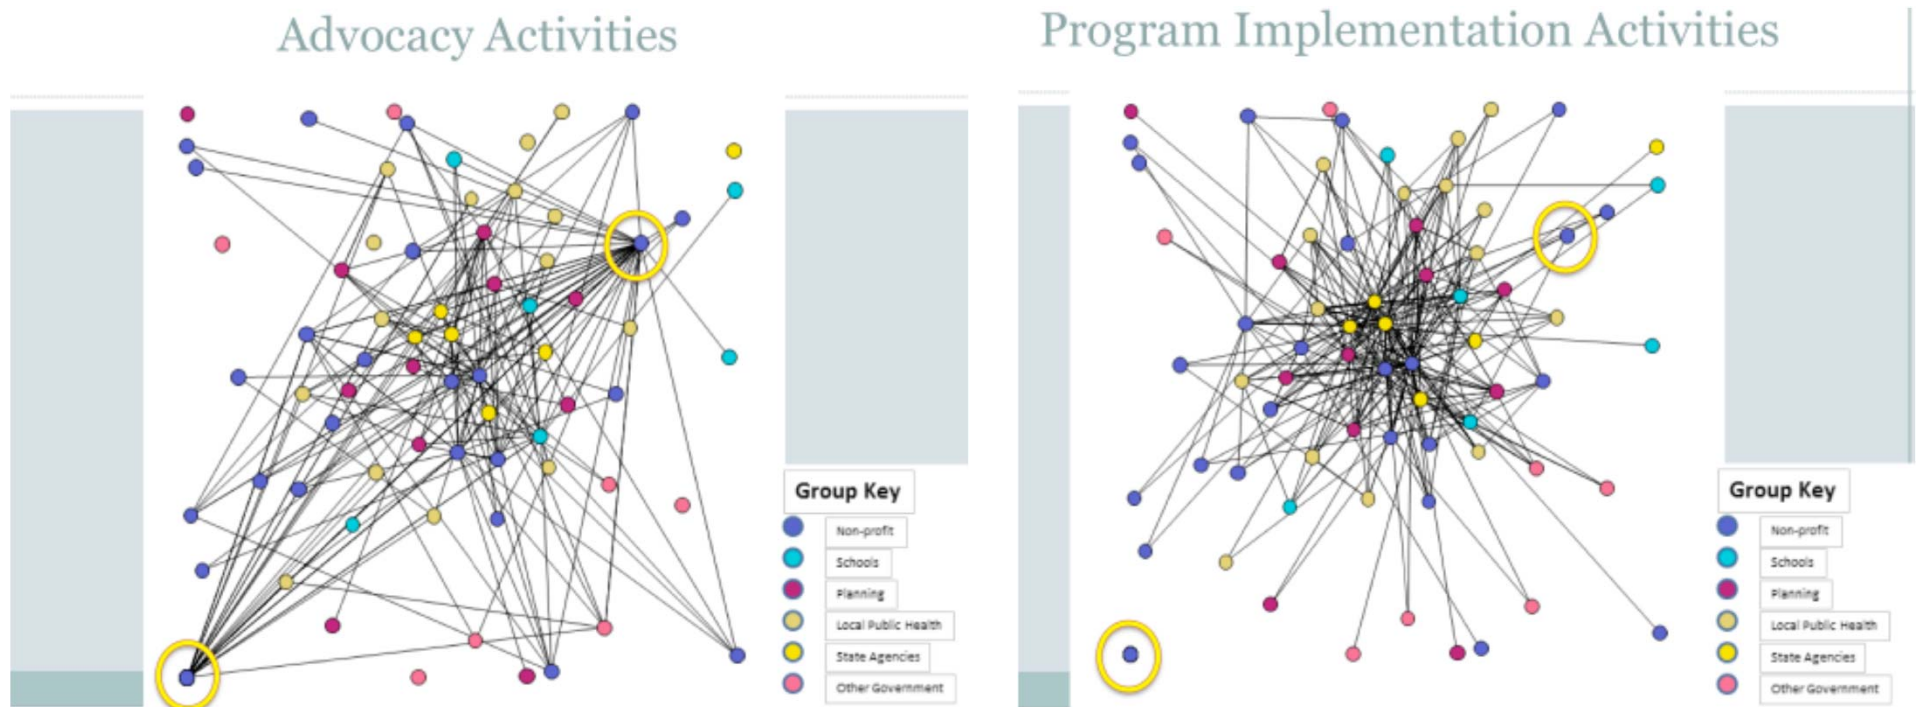 Advocacy Activities
Group Key
Non-profit
Schools
Planning
Local Public Health
State Agencies
Other Government
Program Implementation Activities
Group Key
Non-profit
Schools
Planning
Local Public Health
State Agencies
Other Government